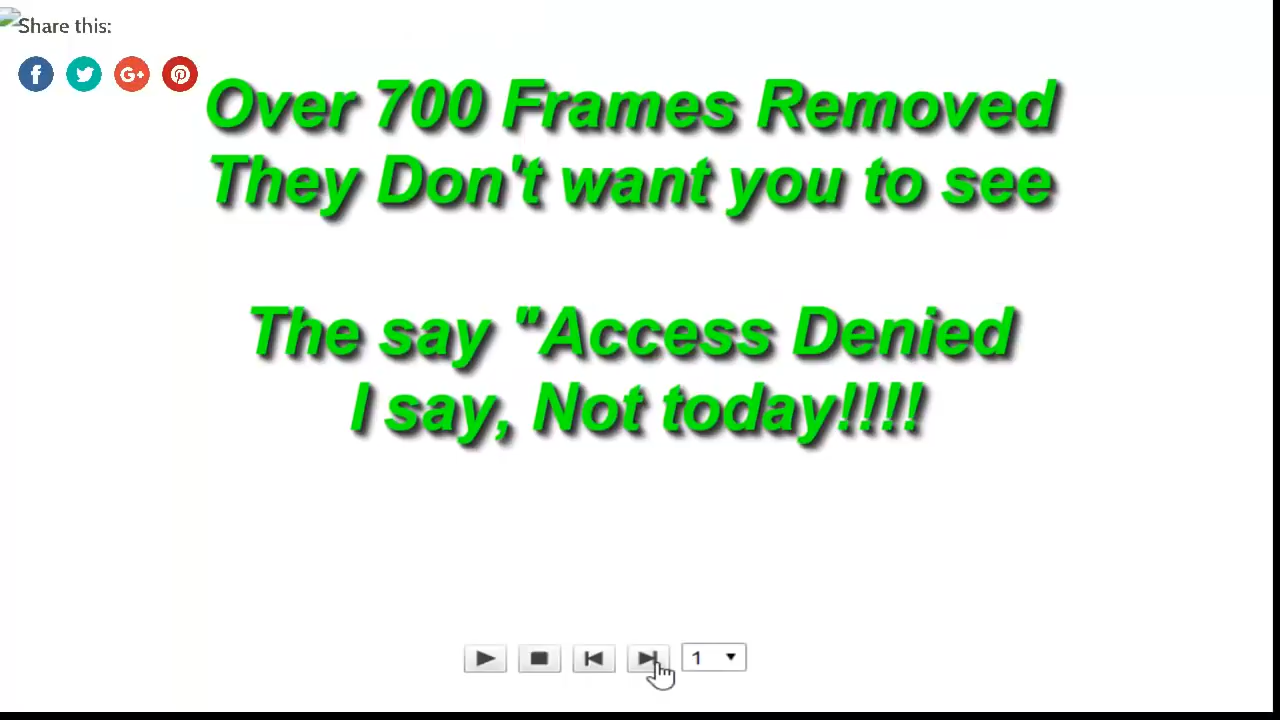 Share this:
Over 700 Frames Removed
They Don't want you to see
The say "Access Denied
I say, Not today!!!!
1